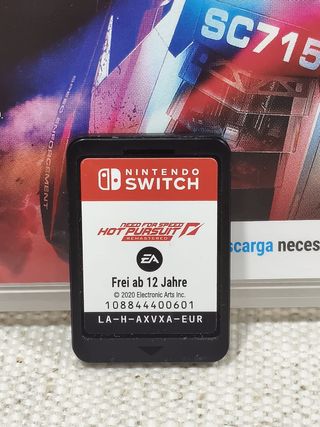 SC715
SPEED ENFORCEMENT
NINTENDO
SWITCH
NEED FOR SPEED
HOT PURSUIT
REMASTERED
EA
Frei ab 12 Jahre
© 2020 Electronic Arts Inc.
108844400601
LA-H-AXVXA-EUR
scarga neces